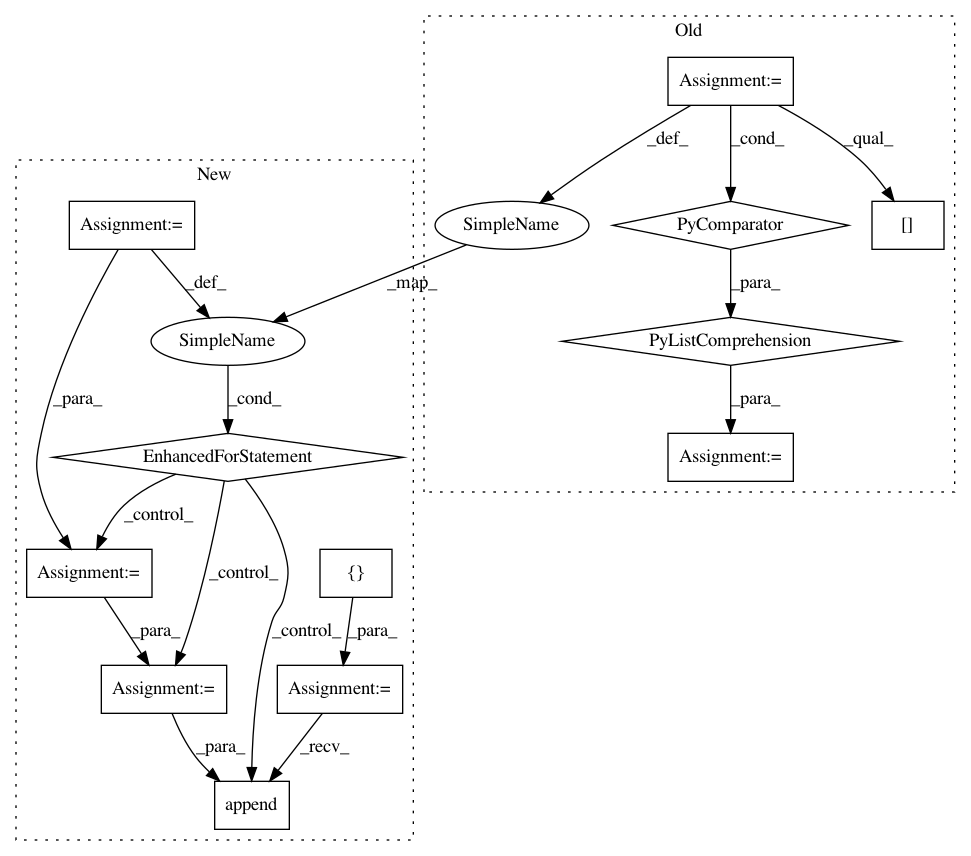 Old
Assignment:=
_def_
_cond_
_qual_
New
Assignment:=
SimpleName
PyComparator
[]
_def_
_map_
_para_
SimpleName
PyListComprehension
_para_
_cond_
_para_
EnhancedForStatement
Assignment:=
_control_
Assignment:=
_control_
{}
_para_
_control_
_para_
Assignment:=
Assignment:=
_para_
_recv_
append